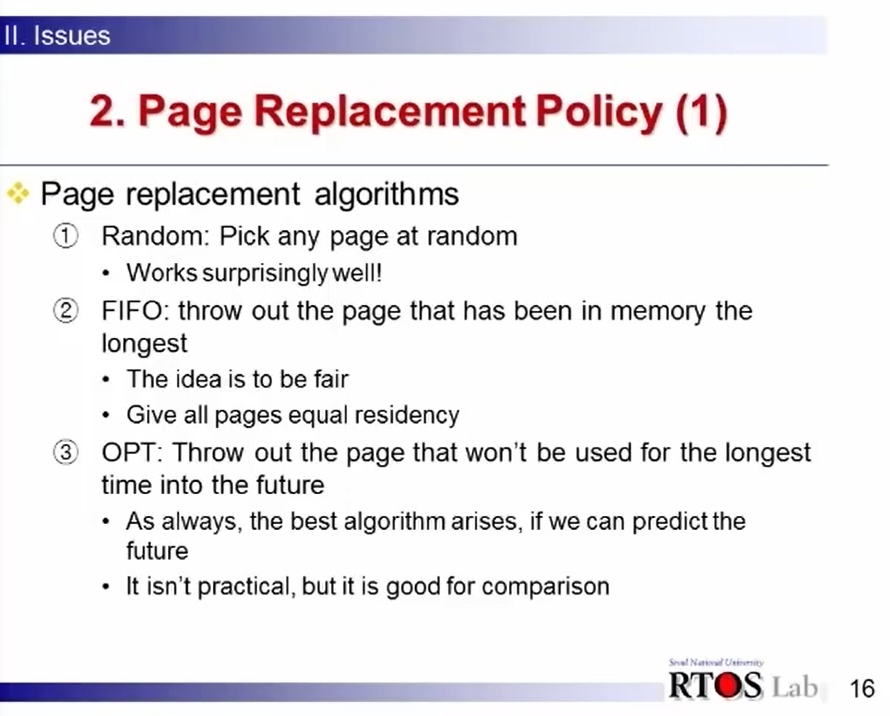 II. Issues
2. Page Replacement Policy (1)
Page replacement algorithms
① Random: Pick any page at random
• Works surprisingly well!
② FIFO: throw out the page that has been in memory the
longest
• The idea is to be fair
• Give all pages equal residency
③ OPT: Throw out the page that won't be used for the longest
time into the future
• As always, the best algorithm arises, if we can predict the
future
• It isn't practical, but it is good for comparison
Seoul National University
RTOS Lab
16